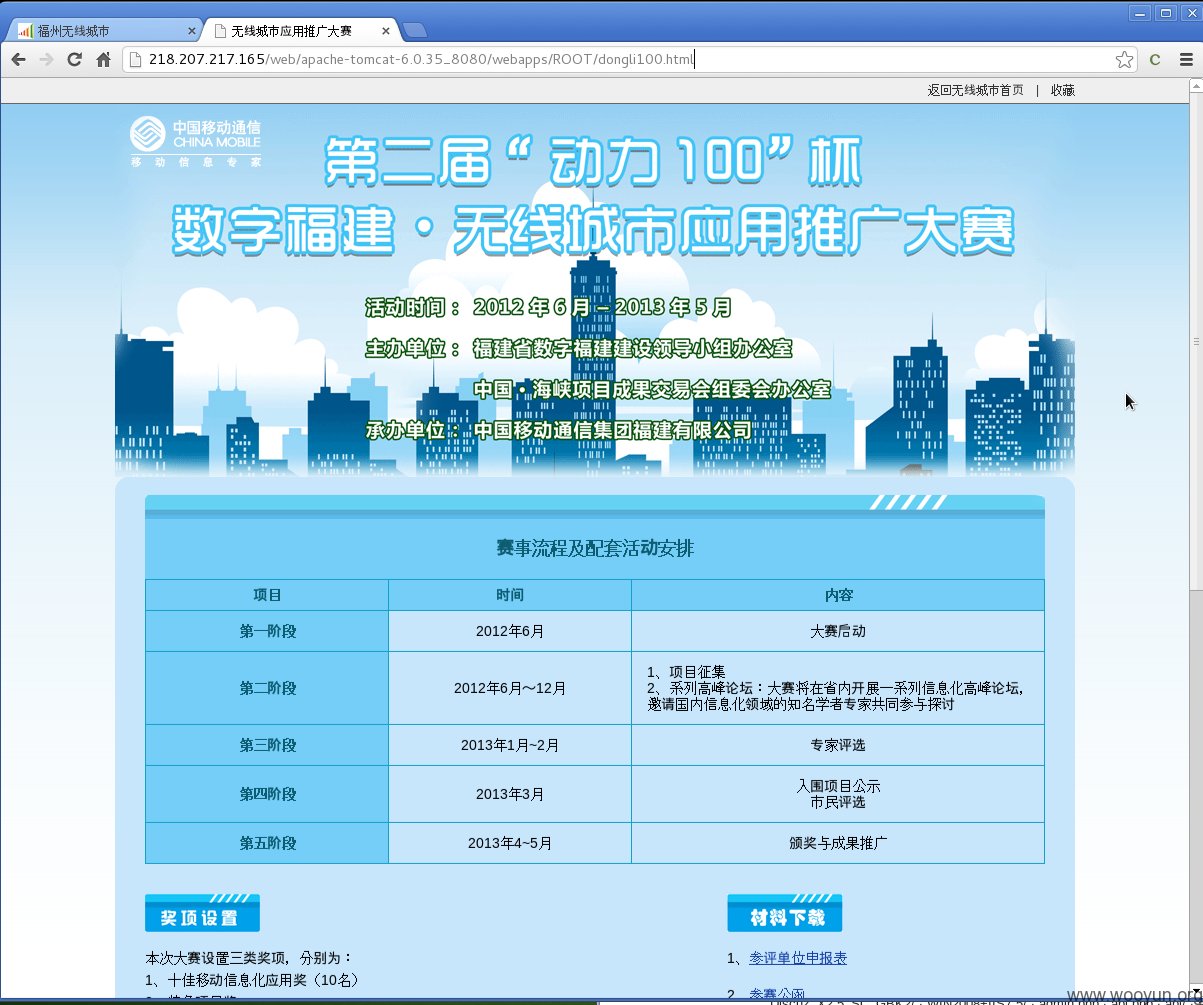 福州无线城市
无线城市应用推广大赛
218.207.217.165/web/apache-tomcat-6.0.35_8080/webapps/ROOT/dongli100.html
返回无线城市首页 | 收藏
中国移动通信
CHINA MOBILE
移动信息专家
第二届“动力100”杯
数字福建·无线城市应用推广大赛
活动时间： 2012 年 6 月 – 2013 年 5 月
主办单位： 福建省数字福建建设领导小组办公室
中国·海峡项目成果交易会组委会办公室
承办单位： 中国移动通信集团福建有限公司
赛事流程及配套活动安排
项目 时间 内容
第一阶段 2012年6月 大赛启动
第二阶段 2012年6月～12月 1、项目征集
2、系列高峰论坛：大赛将在省内开展一系列信息化高峰论坛，
邀请国内信息化领域的知名学者专家共同参与探讨
第三阶段 2013年1月~2月 专家评选
第四阶段 2013年3月 入围项目公示
市民评选
第五阶段 2013年4~5月 颁奖与成果推广
奖项设置
材料下载
本次大赛设置三类奖项，分别为：
1、十佳移动信息化应用奖（10名）
1、参评单位申报表
2、参赛公函
www.wooyun.org